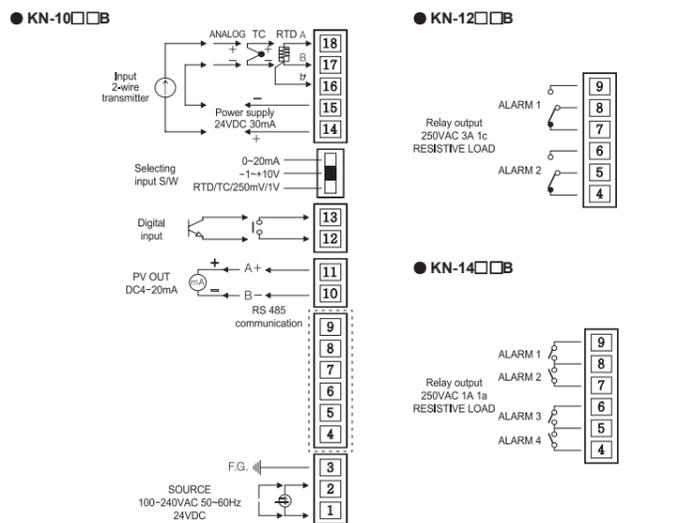 ● KN-10□□B
ANALOG TC RTD A
+ + 18
B
− − 17
b' 16
Input
2-wire
transmitter
− 15
Power supply
24VDC 30mA
+ 14
Selecting
input S/W
0~20mA
−1~+10V
RTD/TC/250mV/1V
Digital
input
13
12
PV OUT
DC4~20mA
+ A+ 11
mA
− B− 10
RS 485
communication
9
8
7
6
5
4
F.G. 3
SOURCE
100~240VAC 50~60Hz
24VDC
2
1
● KN-12□□B
Relay output
250VAC 3A 1c
RESISTIVE LOAD
ALARM 1
ALARM 2
9
8
7
6
5
4
● KN-14□□B
Relay output
250VAC 1A 1a
RESISTIVE LOAD
ALARM 1
ALARM 2
ALARM 3
ALARM 4
9
8
7
6
5
4